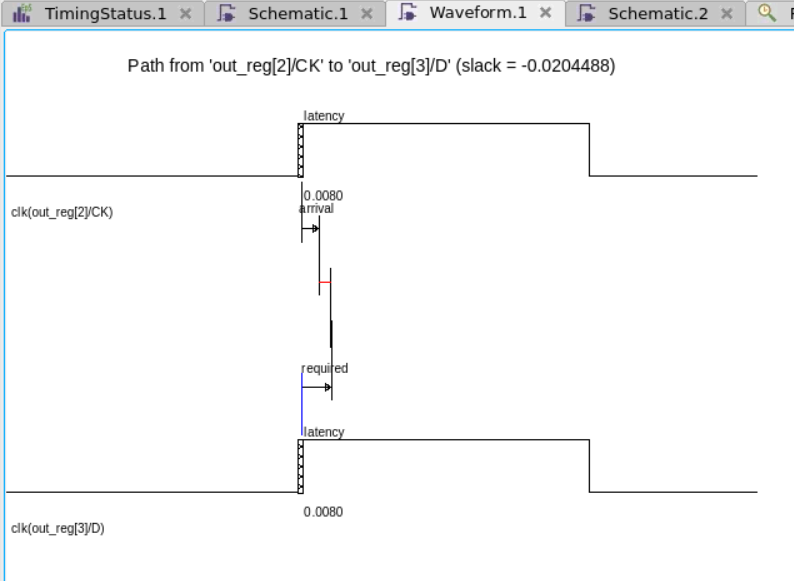 TimingStatus.1 Schematic.1 Waveform.1 Schematic.2
Path from 'out_reg[2]/CK' to 'out_reg[3]/D' (slack = -0.0204488)
latency
0.0080
arrival
clk(out_reg[2]/CK)
required
latency
0.0080
clk(out_reg[3]/D)